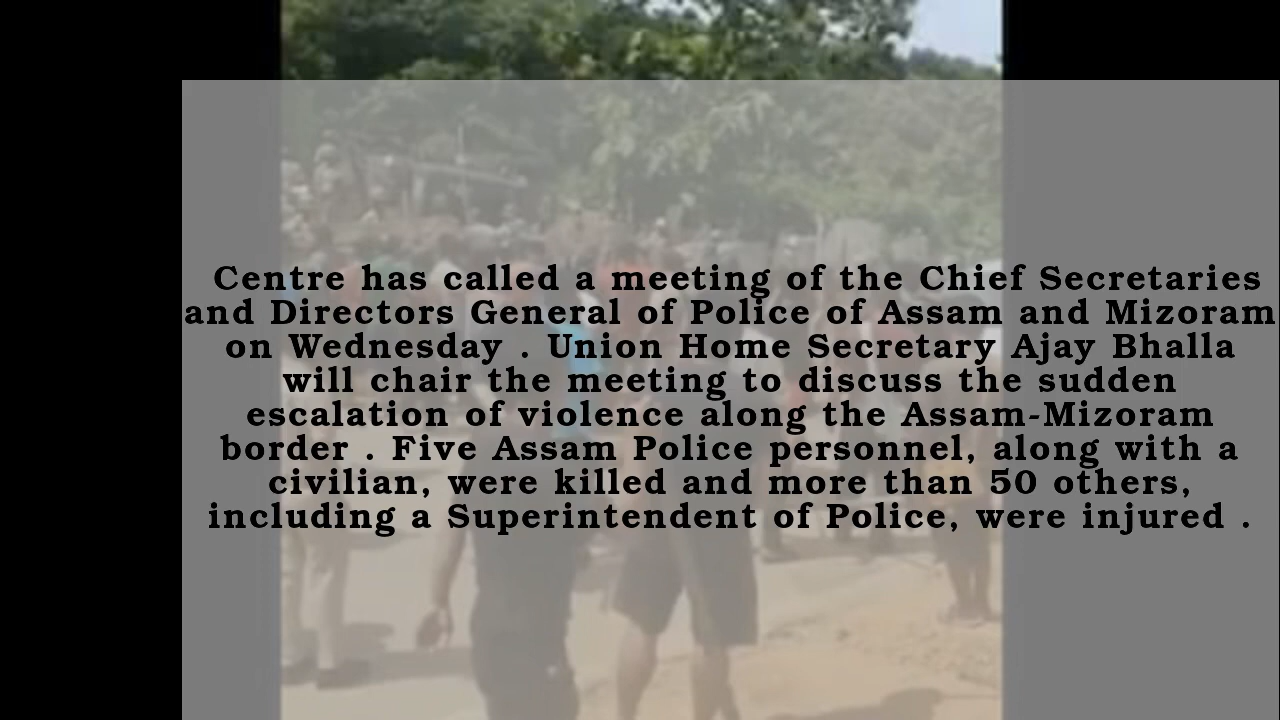 Centre has called a meeting of the Chief Secretaries
and Directors General of Police of Assam and Mizoram
on Wednesday . Union Home Secretary Ajay Bhalla
will chair the meeting to discuss the sudden
escalation of violence along the Assam-Mizoram
border . Five Assam Police personnel, along with a
civilian, were killed and more than 50 others,
including a Superintendent of Police, were injured .